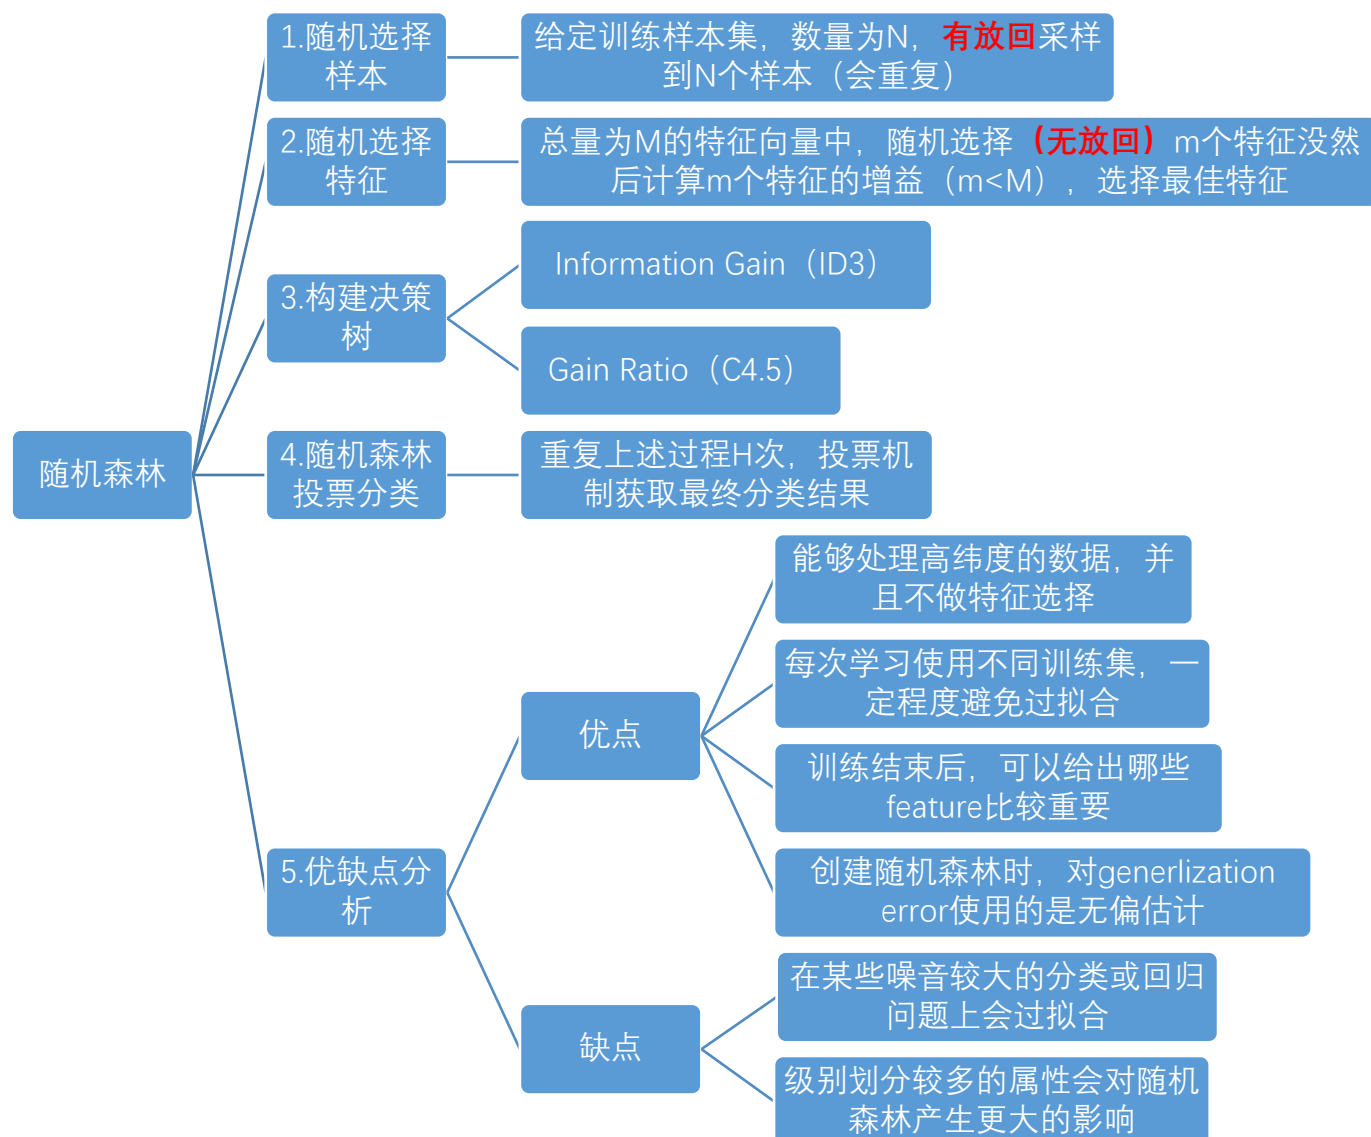 随机森林
1.随机选择
样本
给定训练样本集，数量为N，有放回采样
到N个样本（会重复）
2.随机选择
特征
总量为M的特征向量中，随机选择（无放回）m个特征没然
后计算m个特征的增益（m<M），选择最佳特征
3.构建决策
树
Information Gain（ID3）
Gain Ratio（C4.5）
4.随机森林
投票分类
重复上述过程H次，投票机
制获取最终分类结果
5.优缺点分
析
优点
能够处理高纬度的数据，并
且不做特征选择
每次学习使用不同训练集，一
定程度避免过拟合
训练结束后，可以给出哪些
feature比较重要
创建随机森林时，对generlization
error使用的是无偏估计
缺点
在某些噪音较大的分类或回归
问题上会过拟合
级别划分较多的属性会对随机
森林产生更大的影响